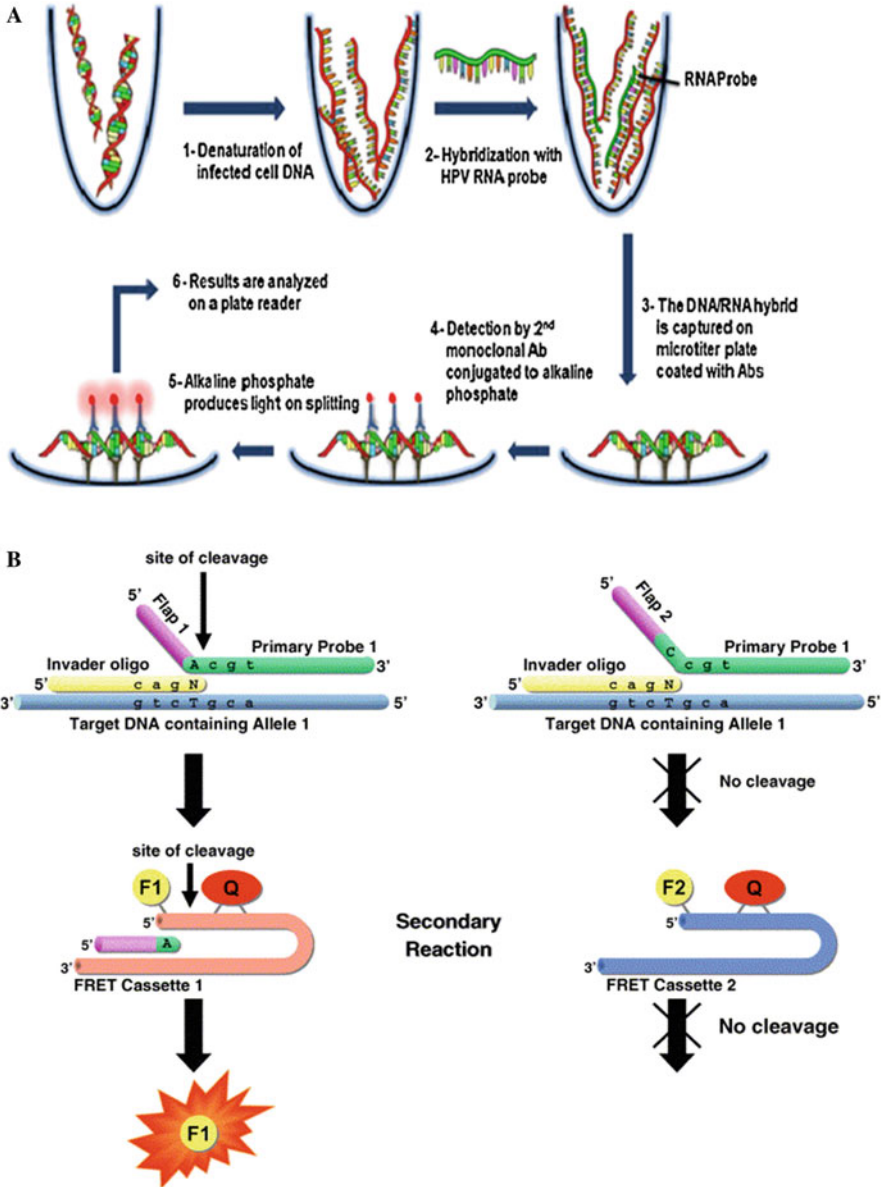 A
RNAProbe
1- Denaturation of
infected cell DNA
2- Hybridization with
HPV RNA probe
3- The DNA/RNA hybrid
is captured on
microtiter plate
coated with Abs
4- Detection by 2nd
monoclonal Ab
conjugated to alkaline
phosphate
5- Alkaline phosphate
produces light on splitting
6- Results are analyzed
on a plate reader
B
site of cleavage
5'
Flap 1
Primary Probe 1
A c g t
3'
Invader oligo
5'
c a g N
3'
g t c T g c a
5'
Target DNA containing Allele 1
5'
Flap 2
C
Primary Probe 1
c g t
3'
Invader oligo
5'
c a g N
3'
g t c T g c a
5'
Target DNA containing Allele 1
No cleavage
site of cleavage
F1
Q
5'
5'
A
3'
FRET Cassette 1
Secondary
Reaction
F2
Q
5'
3'
FRET Cassette 2
No cleavage
F1